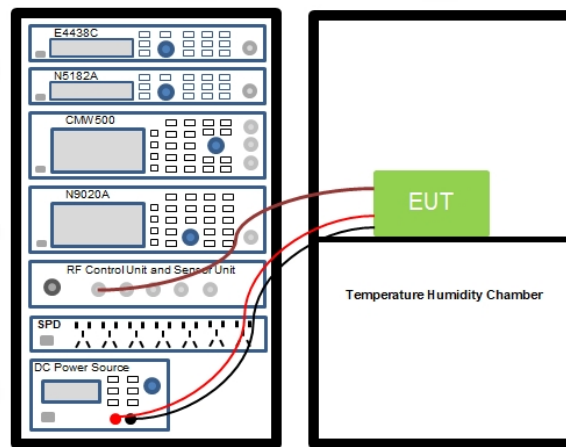 E4438C
N5182A
CMW500
N9020A
EUT
RF Control Unit and Sensor Unit
Temperature Humidity Chamber
SPD
DC Power Source